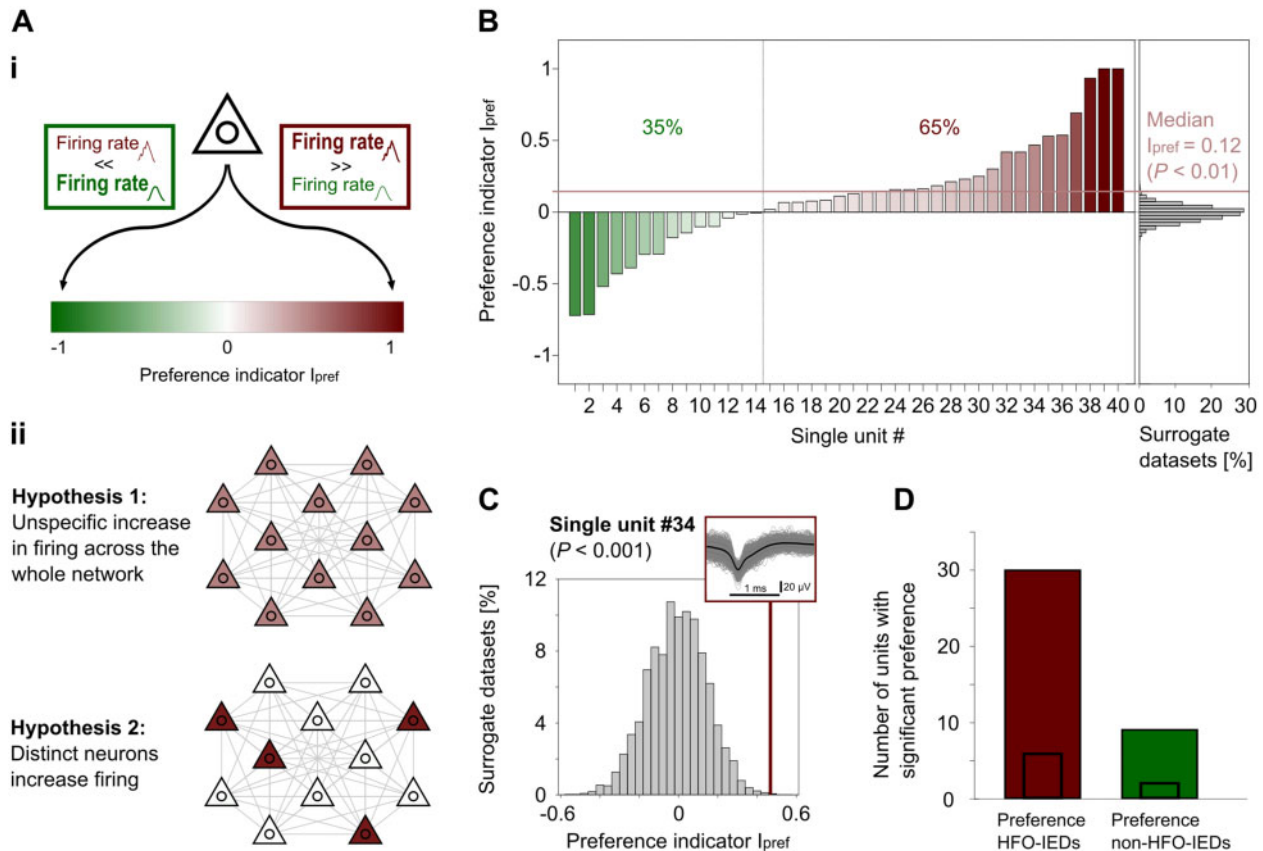 A
i
Firing rate
<<
Firing rate
Firing rate
>>
Firing rate
-1 0 1
Preference indicator Ipref
ii
Hypothesis 1:
Unspecific increase
in firing across the
whole network
Hypothesis 2:
Distinct neurons
increase firing
B
Preference indicator Ipref
1
0.5
0
-0.5
-1
35%
65%
Median
Ipref = 0.12
(P < 0.01)
2 4 6 8 10 12 14 16 18 20 22 24 26 28 30 32 34 36 38 40
Single unit #
0 10 20 30
Surrogate
datasets [%]
C
Single unit #34
(P < 0.001)
1 ms
20 µV
Surrogate datasets [%]
12
8
4
0
-0.6 0 0.6
Preference indicator Ipref
D
Number of units with
significant preference
30
20
10
0
Preference
HFO-IEDs
Preference
non-HFO-IEDs